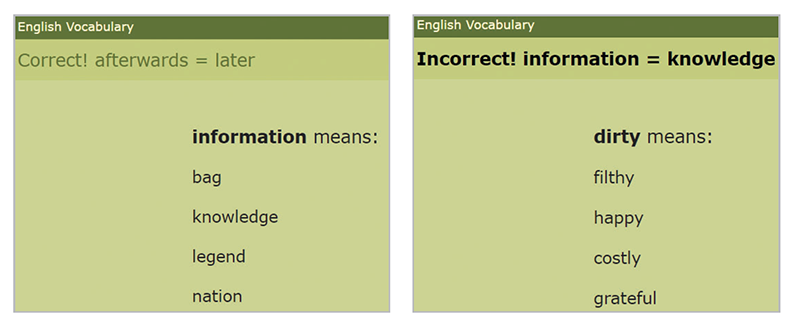 English Vocabulary
Correct! afterwards = later
information means:
bag
knowledge
legend
nation
English Vocabulary
Incorrect! information = knowledge
dirty means:
filthy
happy
costly
grateful